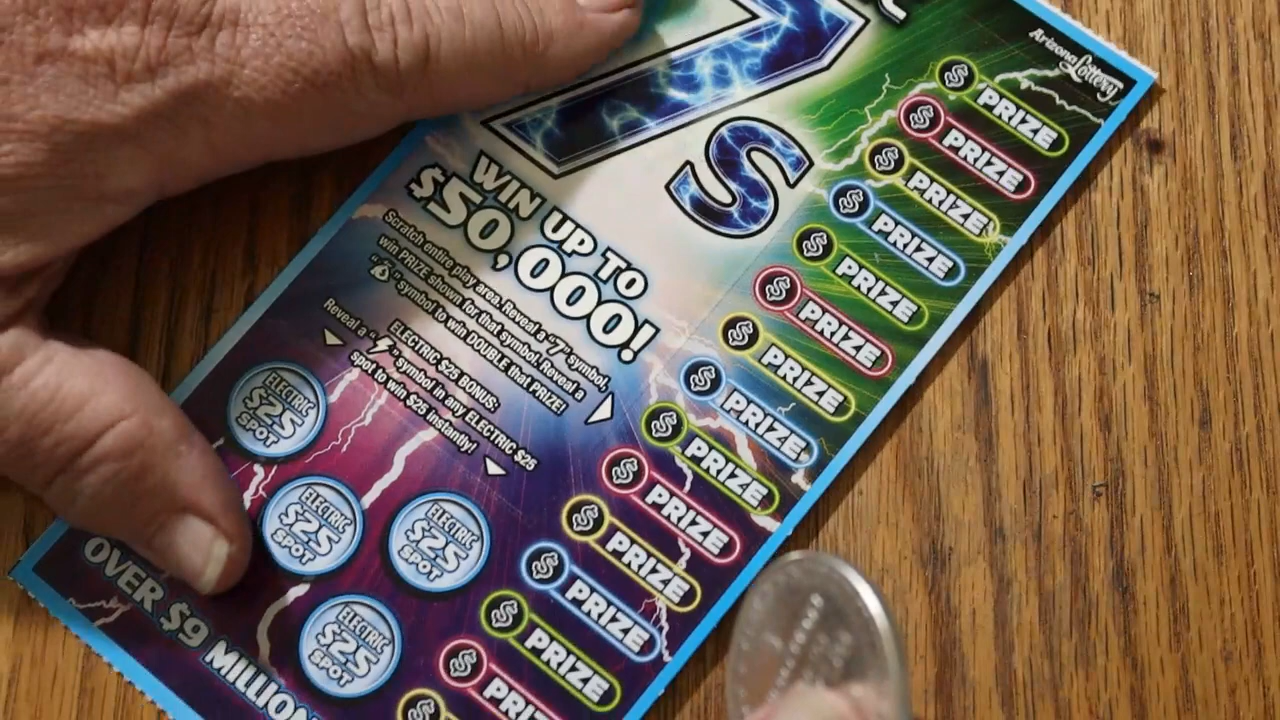 Arizona Lottery
7
S
WIN UP TO
$50,000!
Scratch entire play area. Reveal a "7" symbol,
win PRIZE shown for that symbol. Reveal a
" " symbol to win DOUBLE that PRIZE!
ELECTRIC $25 BONUS:
Reveal a " " symbol in any ELECTRIC $25
spot to win $25 instantly!
ELECTRIC
$25
SPOT
ELECTRIC
$25
SPOT
ELECTRIC
$25
SPOT
ELECTRIC
$25
SPOT
OVER $9 MILLION
$ PRIZE
$ PRIZE
$ PRIZE
$ PRIZE
$ PRIZE
$ PRIZE
$ PRIZE
$ PRIZE
$ PRIZE
$ PRIZE
$ PRIZE
$ PRIZE
$ PRIZE
$ PRIZ
$